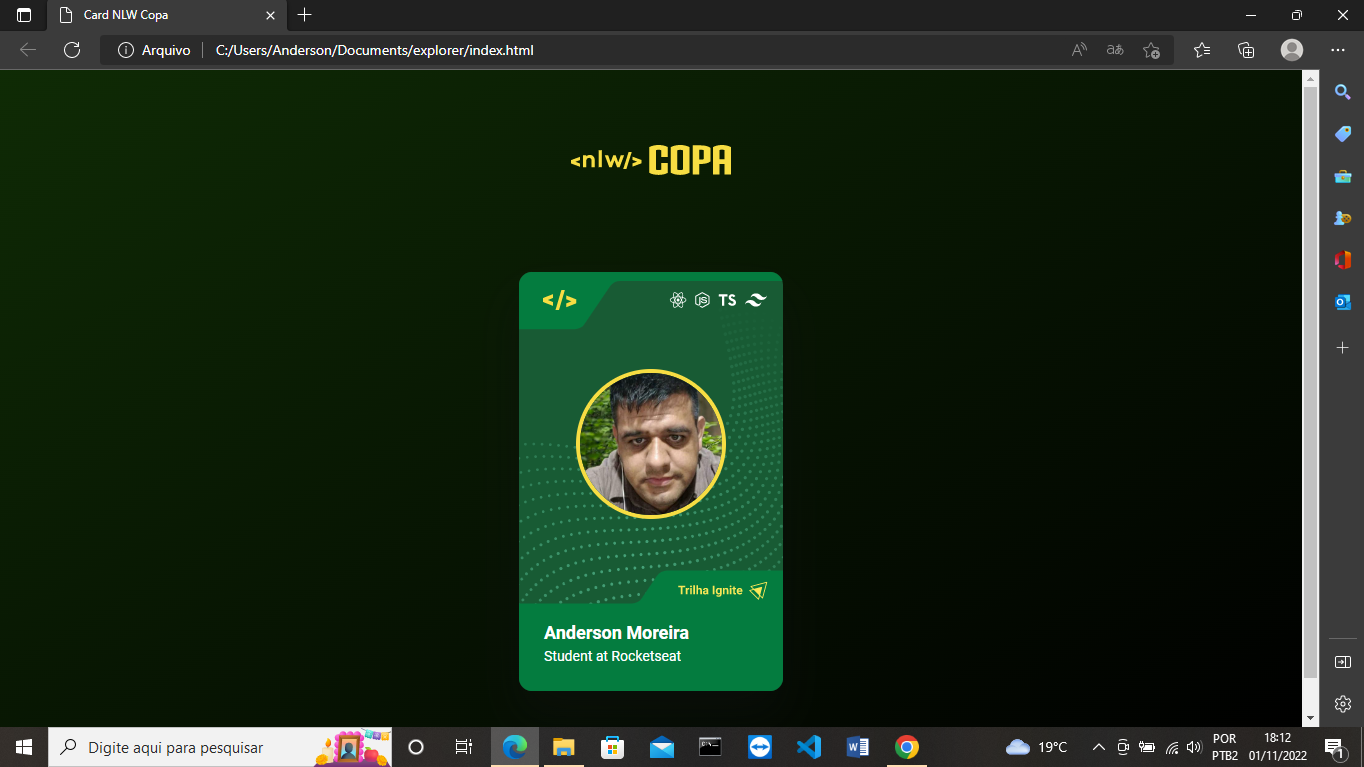 Card NLW Copa
Arquivo C:/Users/Anderson/Documents/explorer/index.html
<nlw/> COPA
</> JS TS
Trilha Ignite
Anderson Moreira
Student at Rocketseat
Digite aqui para pesquisar
19°C
POR
PTB2
18:12
01/11/2022
1